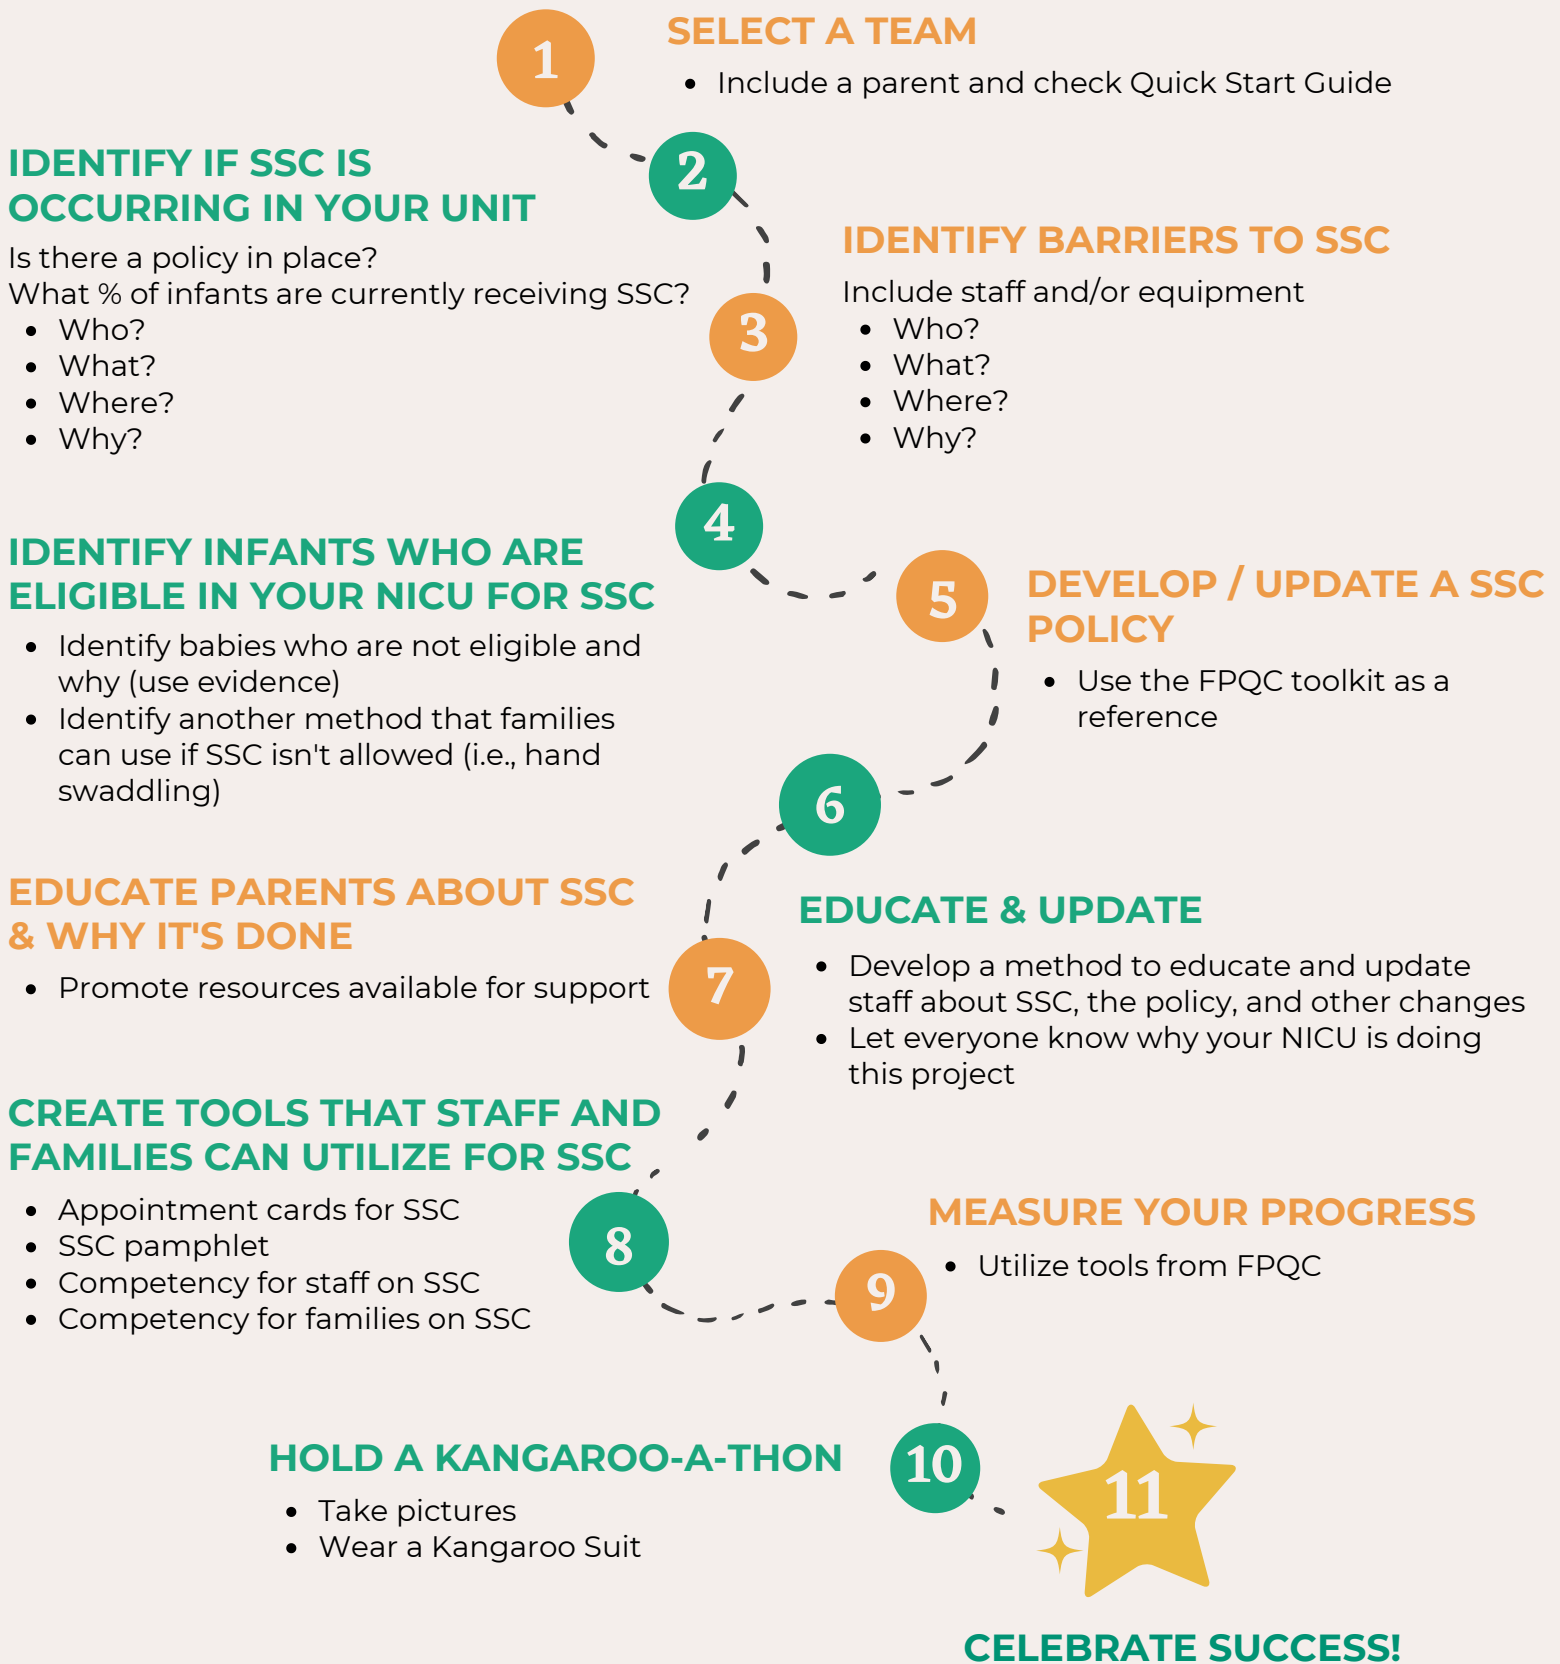 1
SELECT A TEAM
• Include a parent and check Quick Start Guide
2
IDENTIFY IF SSC IS
OCCURRING IN YOUR UNIT
Is there a policy in place?
What % of infants are currently receiving SSC?
• Who?
• What?
• Where?
• Why?
3
IDENTIFY BARRIERS TO SSC
Include staff and/or equipment
• Who?
• What?
• Where?
• Why?
4
IDENTIFY INFANTS WHO ARE
ELIGIBLE IN YOUR NICU FOR SSC
• Identify babies who are not eligible and
why (use evidence)
• Identify another method that families
can use if SSC isn't allowed (i.e., hand
swaddling)
5
DEVELOP / UPDATE A SSC
POLICY
• Use the FPQC toolkit as a
reference
6
EDUCATE & UPDATE
• Develop a method to educate and update
staff about SSC, the policy, and other changes
• Let everyone know why your NICU is doing
this project
7
EDUCATE PARENTS ABOUT SSC
& WHY IT'S DONE
• Promote resources available for support
8
CREATE TOOLS THAT STAFF AND
FAMILIES CAN UTILIZE FOR SSC
• Appointment cards for SSC
• SSC pamphlet
• Competency for staff on SSC
• Competency for families on SSC
9
MEASURE YOUR PROGRESS
• Utilize tools from FPQC
10
HOLD A KANGAROO-A-THON
• Take pictures
• Wear a Kangaroo Suit
11
CELEBRATE SUCCESS!